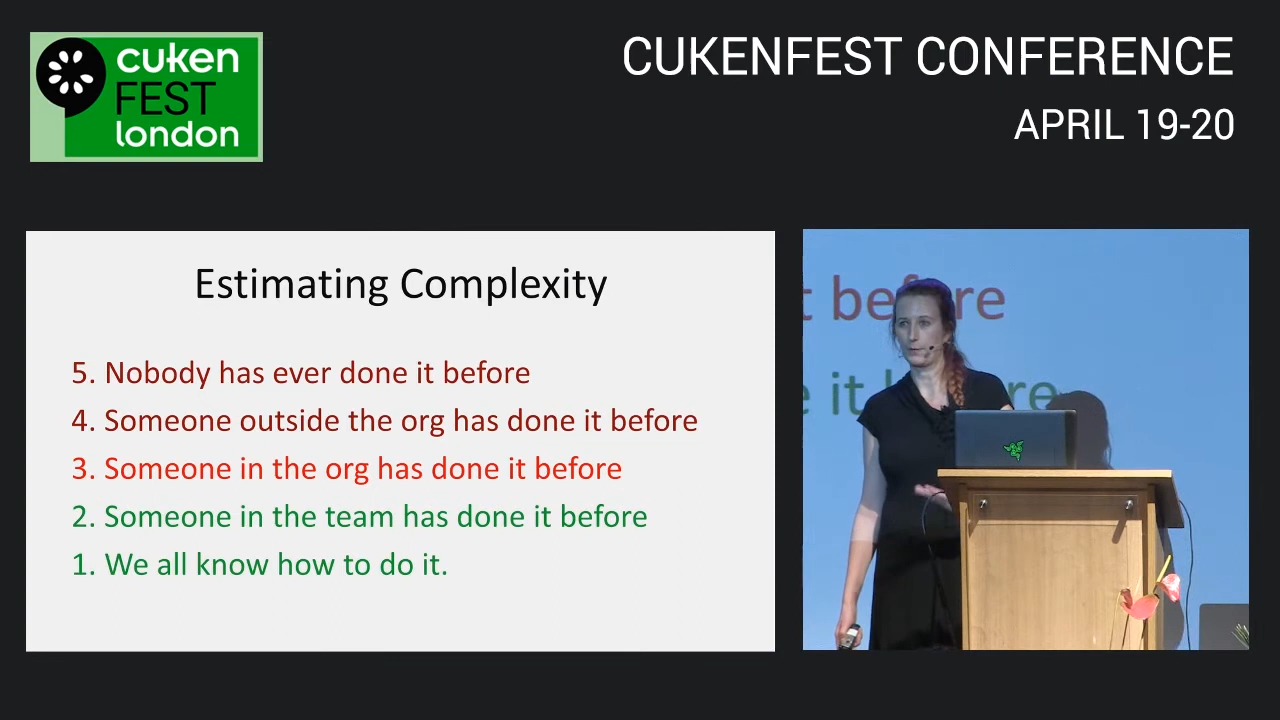 cuken
FEST
london
CUKENFEST CONFERENCE
APRIL 19-20
Estimating Complexity
5. Nobody has ever done it before
4. Someone outside the org has done it before
3. Someone in the org has done it before
2. Someone in the team has done it before
1. We all know how to do it.